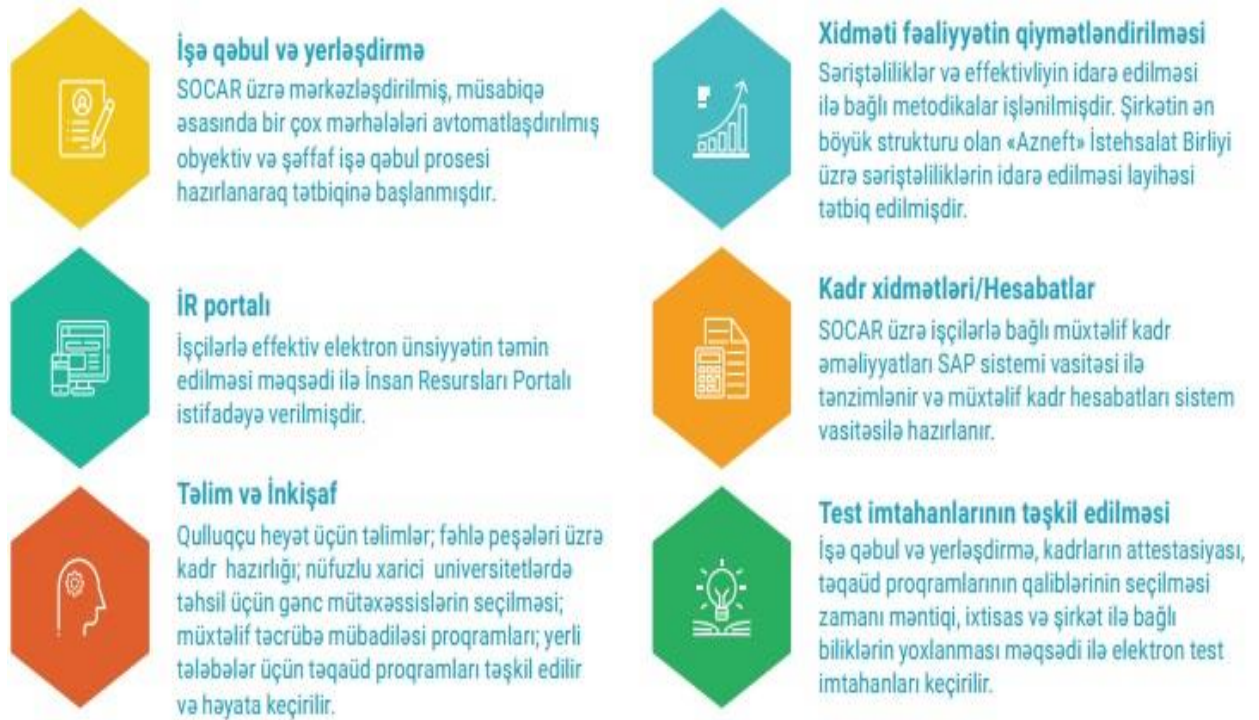 İşə qəbul və yerləşdirmə
SOCAR üzrə mərkəzləşdirilmiş, müsabiqə
əsasında bir çox mərhələləri avtomatlaşdırılmış
obyektiv və şəffaf işə qəbul prosesi
hazırlanaraq tətbiqinə başlanmışdır.
İR portalı
İşçilərlə effektiv elektron ünsiyyətin təmin
edilməsi məqsədi ilə İnsan Resursları Portalı
istifadəyə verilmişdir.
Təlim və İnkişaf
Qulluqçu heyət üçün təlimlər; fəhlə peşələri üzrə
kadr hazırlığı; nüfuzlu xarici universitetlərdə
təhsil üçün gənc mütəxəssislərin seçilməsi;
müxtəlif təcrübə mübadiləsi proqramları; yerli
tələbələr üçün təqaüd proqramları təşkil edilir
və həyata keçirilir.
Xidməti fəaliyyətin qiymətləndirilməsi
Səriştəliliklər və effektivliyin idarə edilməsi
ilə bağlı metodikalar işlənilmişdir. Şirkətin ən
böyük strukturu olan «Azneft» İstehsalat Birliyi
üzrə səriştəliliklərin idarə edilməsi layihəsi
tətbiq edilmişdir.
Kadr xidmətləri/Hesabatlar
SOCAR üzrə işçilərlə bağlı müxtəlif kadr
əməliyyatları SAP sistemi vasitəsi ilə
tənzimlənir və müxtəlif kadr hesabatları sistem
vasitəsilə hazırlanır.
Test imtahanlarının təşkil edilməsi
İşə qəbul və yerləşdirmə, kadrların attestasiyası,
təqaüd proqramlarının qaliblərinin seçilməsi
zamanı məntiqi, ixtisas və şirkət ilə bağlı
biliklərin yoxlanması məqsədi ilə elektron test
imtahanları keçirilir.